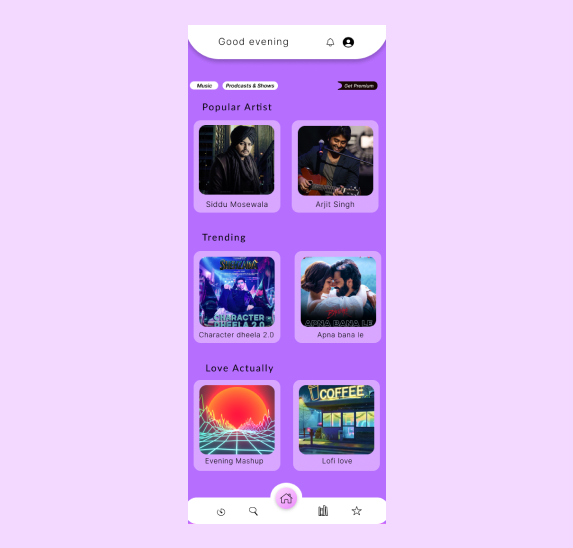 Good evening
Music
Prodcasts & Shows
Get Premium
Popular Artist
Siddu Mosewala
Arjit Singh
Trending
CHARACTER
DHEELA 2.0
APNA BANA LE
Character dheela 2.0
Apna bana le
Love Actually
COFFEE
Evening Mashup
Lofi love